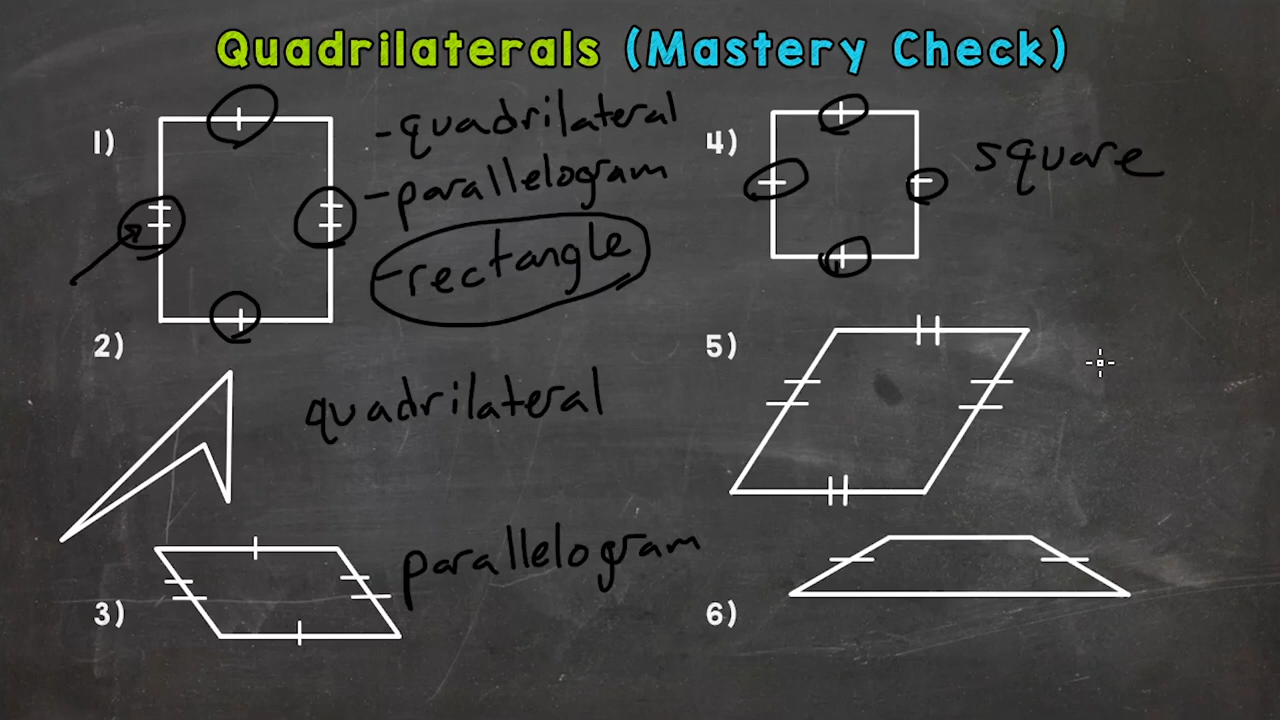 Quadrilaterals (Mastery Check)
1)
-quadrilateral
-parallelogram
-rectangle
2)
quadrilateral
3)
parallelogram
4)
square
5)
6)